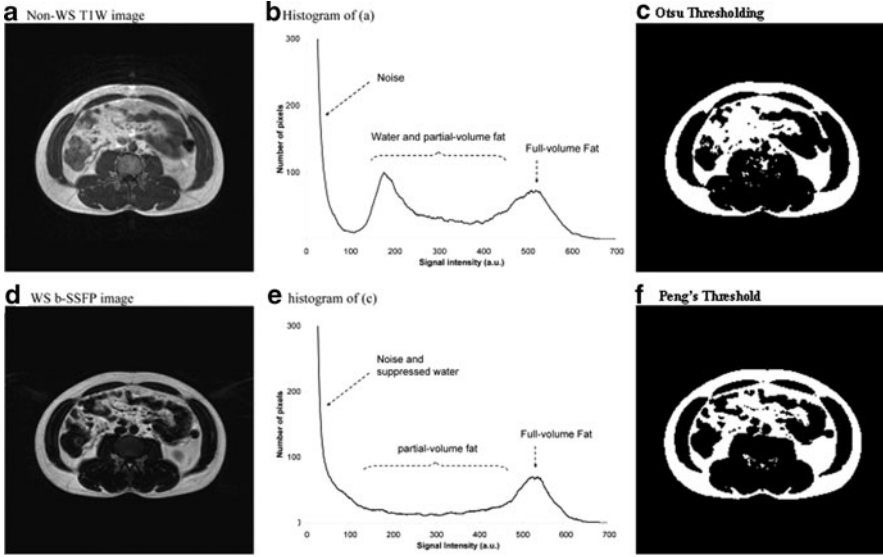 a Non-WS T1W image
b Histogram of (a)
300
200
100
Number of pixels
Noise
Water and partial-volume fat
Full-volume Fat
0 100 200 300 400 500 600 700
Signal intensity (a.u.)
c Otsu Thresholding
d WS b-SSFP image
e histogram of (c)
300
200
100
0
Number of pixels
Noise and
suppressed water
partial-volume fat
Full-volume Fat
0 100 200 300 400 500 600 700
Signal Intensity (a.u.)
f Peng's Threshold